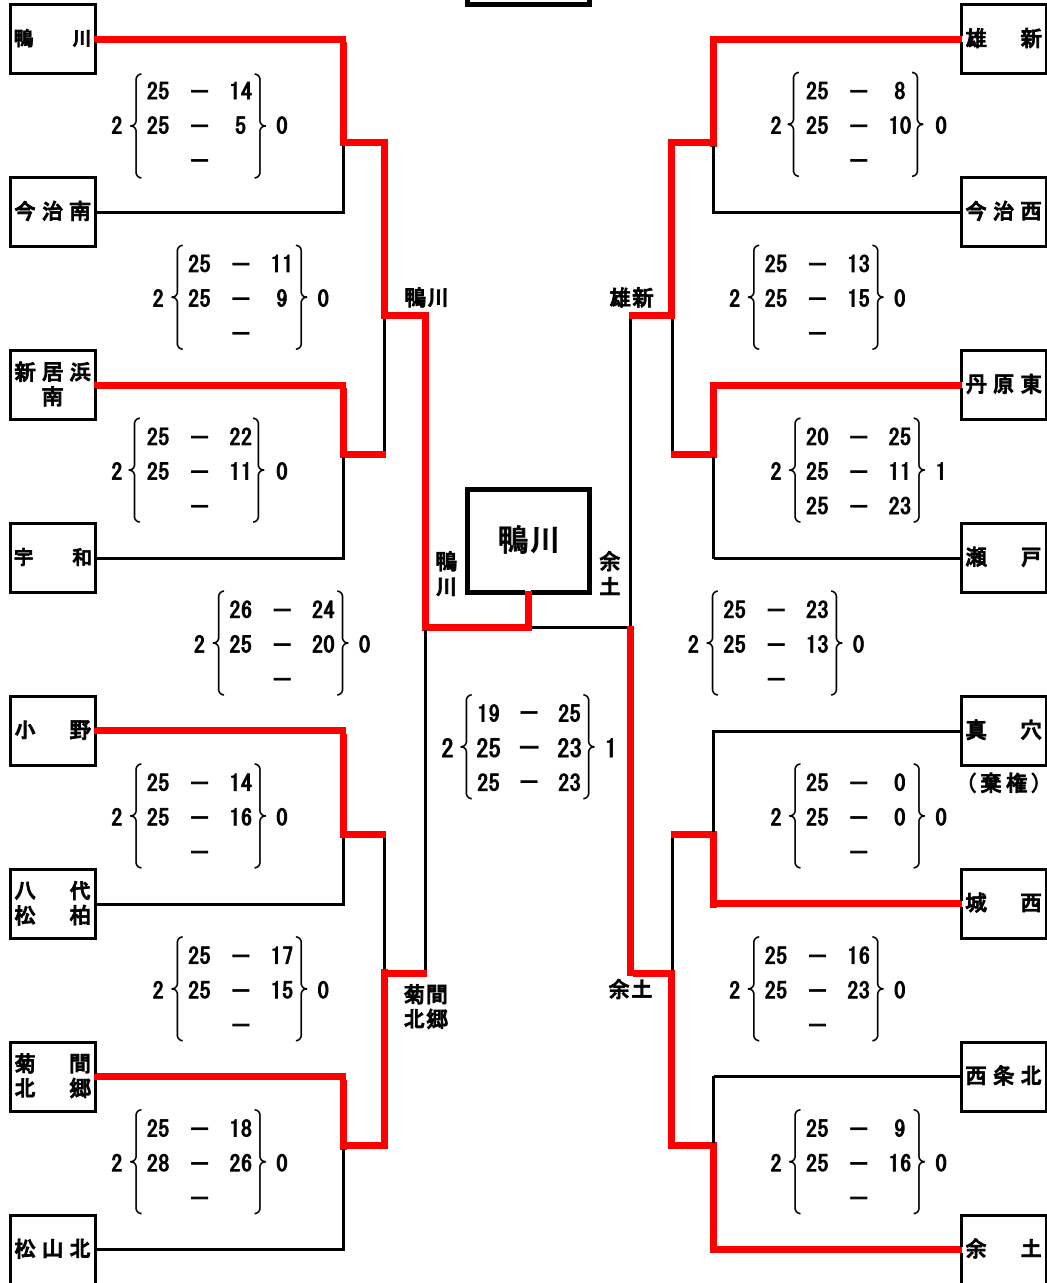 鴨川
25 ― 14
2 25 ― 5 0
―
今治南
25 ― 11
2 25 ― 9 0
―
鴨川
新居浜
南
25 ― 22
2 25 ― 11 0
―
宇和
鴨
川
26 ― 24
2 25 ― 20 0
―
小野
25 ― 14
2 25 ― 16 0
―
八代
松柏
25 ― 17
2 25 ― 15 0
―
菊間
北郷
菊間
北郷
25 ― 18
2 28 ― 26 0
―
松山北
鴨川
19 ― 25
2 25 ― 23 1
25 ― 23
雄新
25 ― 8
2 25 ― 10 0
―
今治西
25 ― 13
2 25 ― 15 0
―
雄新
丹原東
20 ― 25
2 25 ― 11 1
25 ― 23
瀬戸
余
土
25 ― 23
2 25 ― 13 0
―
真穴
（棄権）
25 ― 0
2 25 ― 0 0
―
城西
25 ― 16
2 25 ― 23 0
―
余土
西条北
25 ― 9
2 25 ― 16 0
―
余土